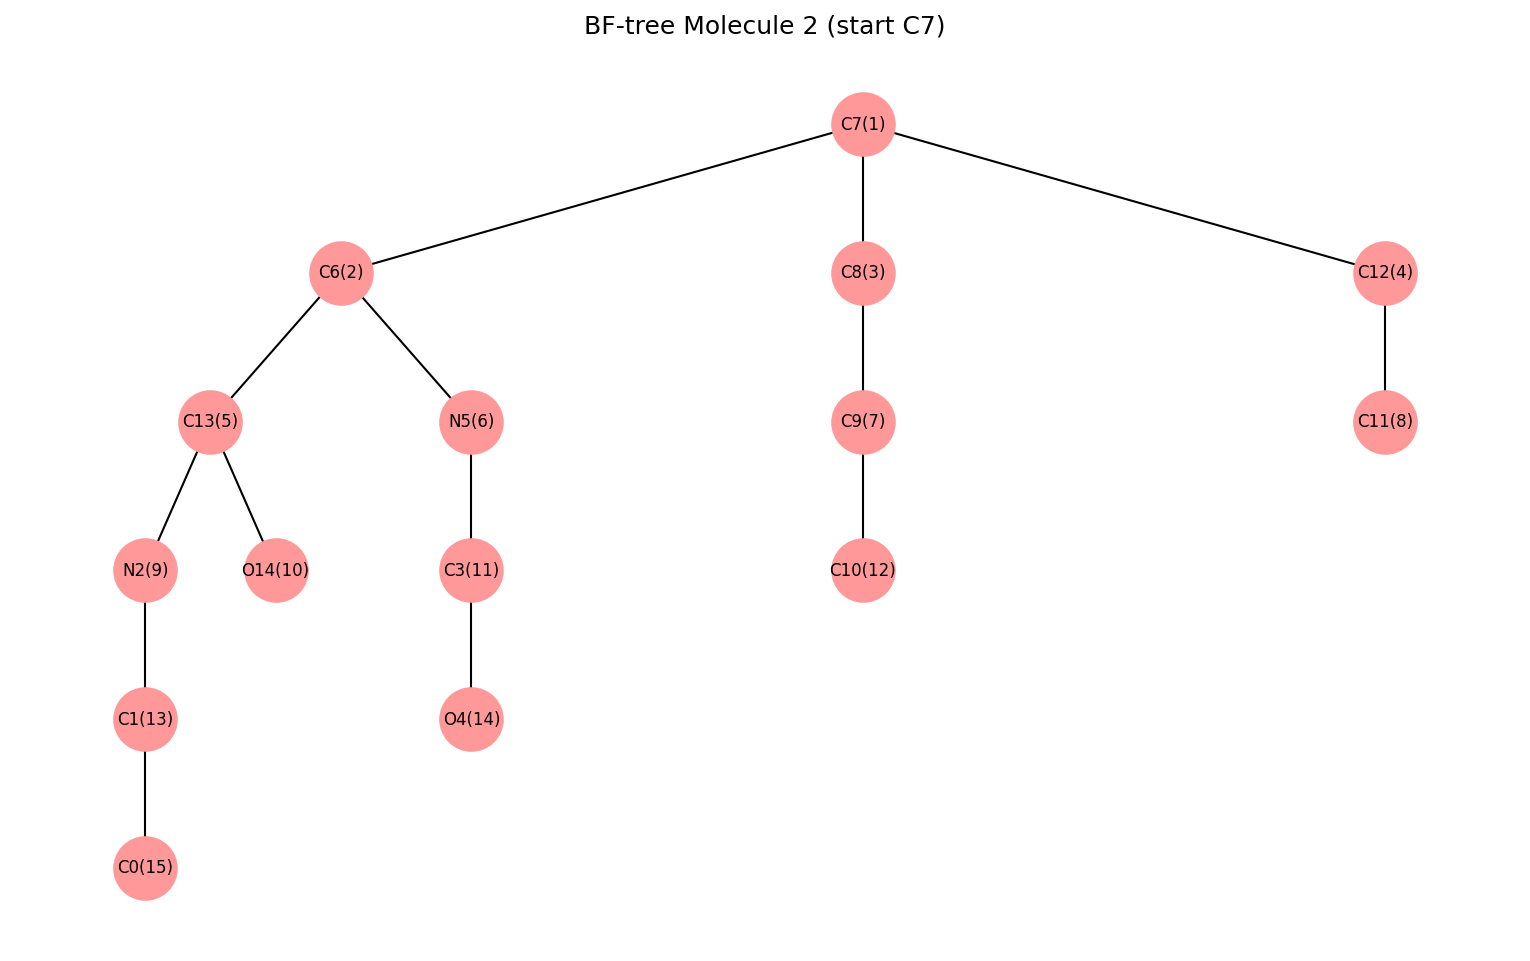 BF-tree Molecule 2 (start C7)
C7(1)
C6(2)
C8(3)
C12(4)
C13(5)
N5(6)
C9(7)
C11(8)
N2(9)
O14(10)
C3(11)
C10(12)
C1(13)
O4(14)
C0(15)